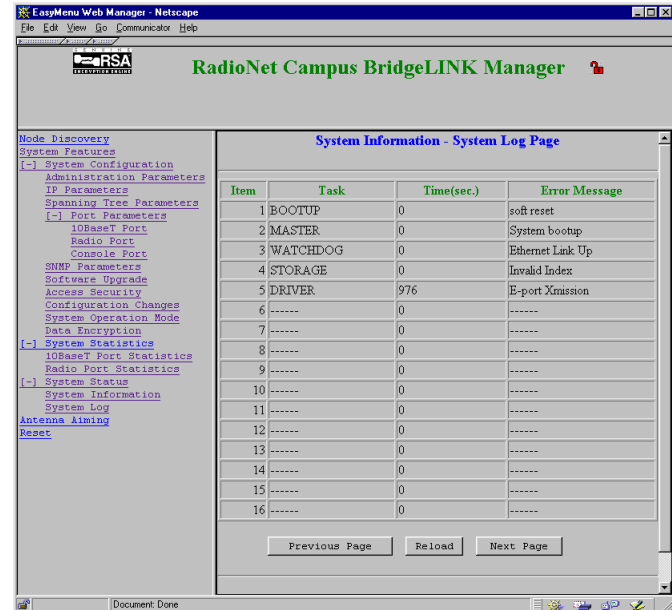 EasyMenu Web Manager - Netscape
File Edit View Go Communicator Help
GENUINE
RSA
ENCRYPTION ENGINE
RadioNet Campus BridgeLINK Manager
Node Discovery
System Features
[-] System Configuration
Administration Parameters
IP Parameters
Spanning Tree Parameters
[-] Port Parameters
10BaseT Port
Radio Port
Console Port
SNMP Parameters
Software Upgrade
Access Security
Configuration Changes
System Operation Mode
Data Encryption
[-] System Statistics
10BaseT Port Statistics
Radio Port Statistics
[-] System Status
System Information
System Log
Antenna Aiming
Reset
System Information - System Log Page
Item Task Time(sec.) Error Message
1 BOOTUP 0 soft reset
2 MASTER 0 System bootup
3 WATCHDOG 0 Ethernet Link Up
4 STORAGE 0 Invalid Index
5 DRIVER 976 E-port Xmission
6 ------ 0 ------
7 ------ 0 ------
8 ------ 0 ------
9 ------ 0 ------
10 ------ 0 ------
11 ------ 0 ------
12 ------ 0 ------
13 ------ 0 ------
14 ------ 0 ------
15 ------ 0 ------
16 ------ 0 ------
Previous Page Reload Next Page
Document: Done